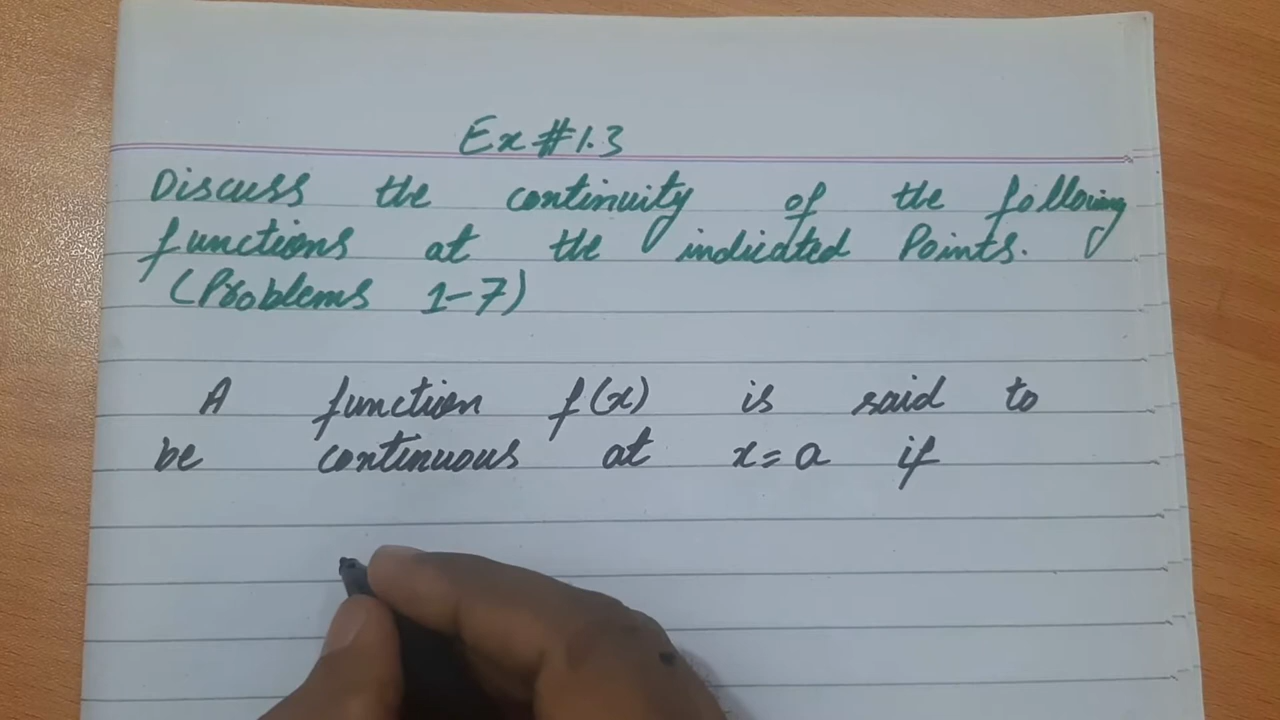 Ex #1.3
Discuss the continuity of the following
functions at the indicated Points.
(Problems 1-7)
A function f(x) is said to
be continuous at x = a if